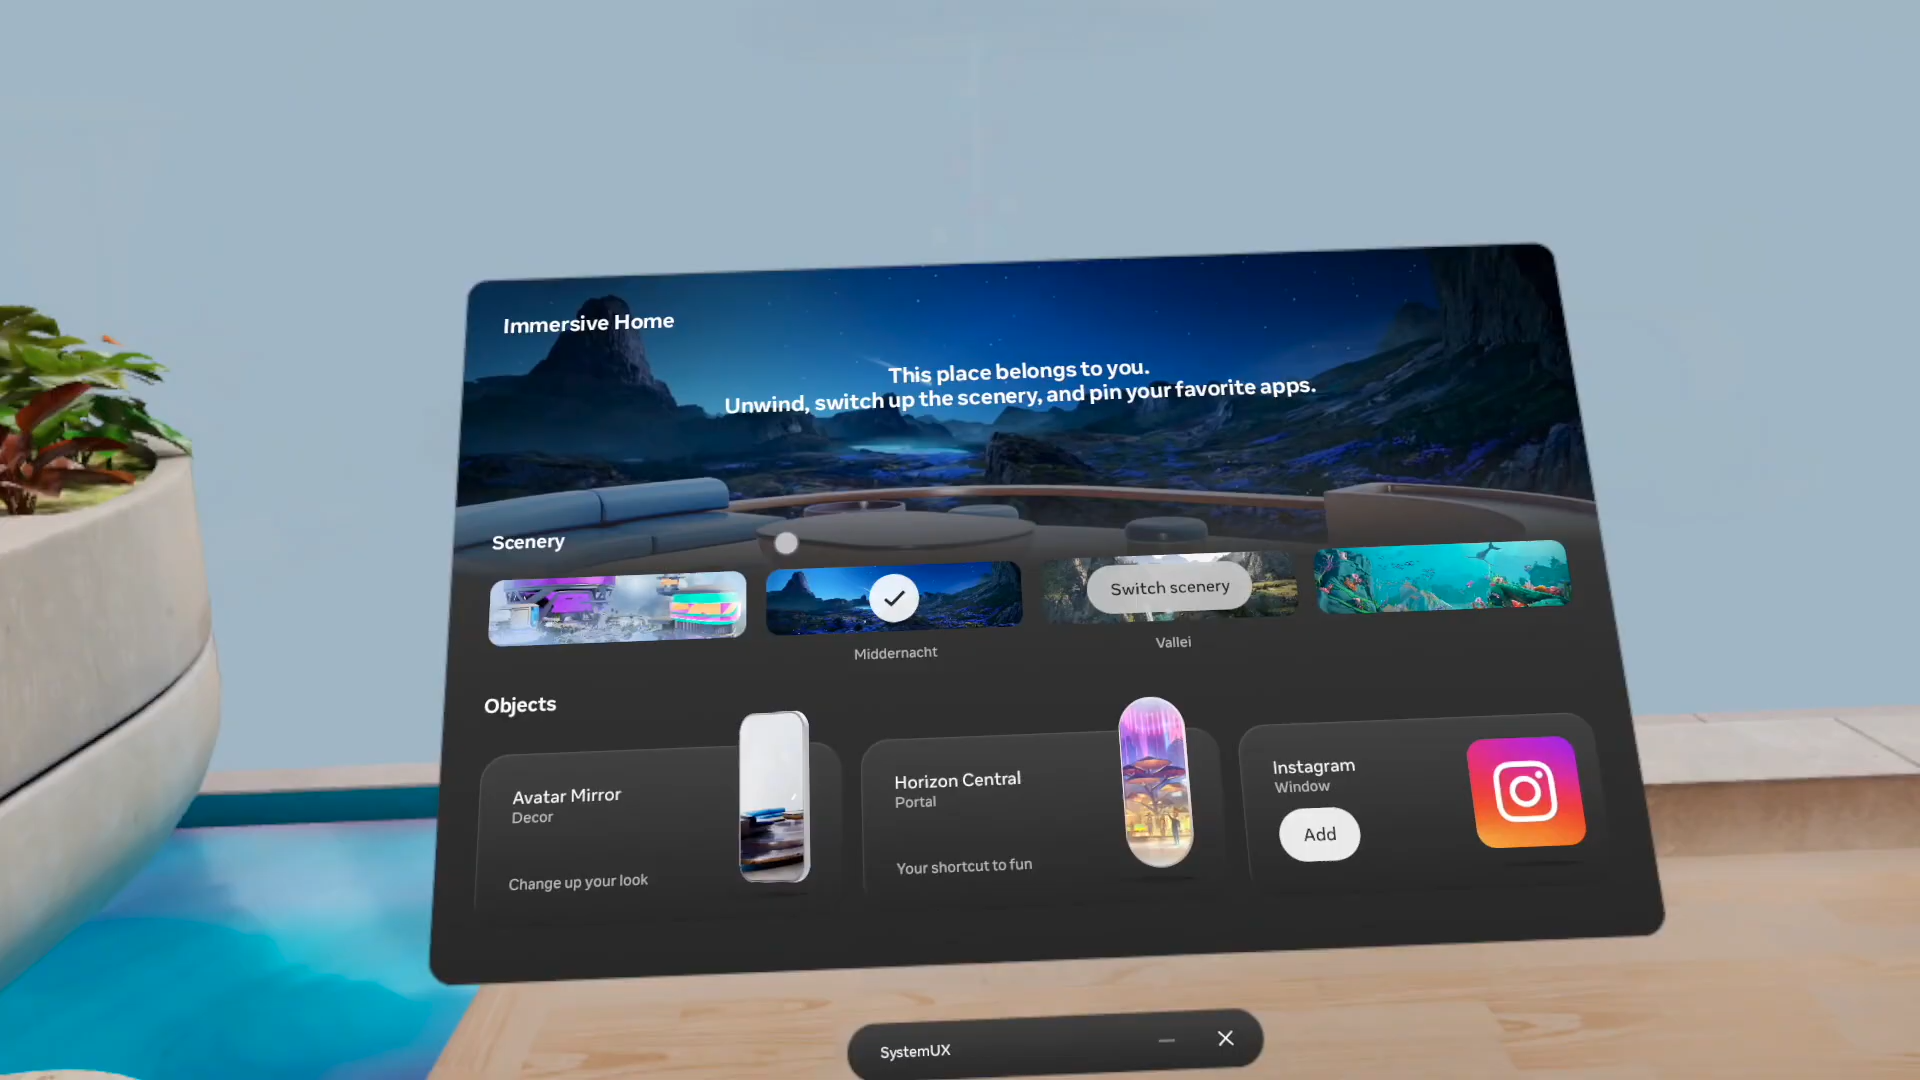 Immersive Home
This place belongs to you.
Unwind, switch up the scenery, and pin your favorite apps.
Scenery
Switch scenery
Middernacht
Vallei
Objects
Avatar Mirror
Decor
Change up your look
Horizon Central
Portal
Your shortcut to fun
Instagram
Window
Add
SystemUX